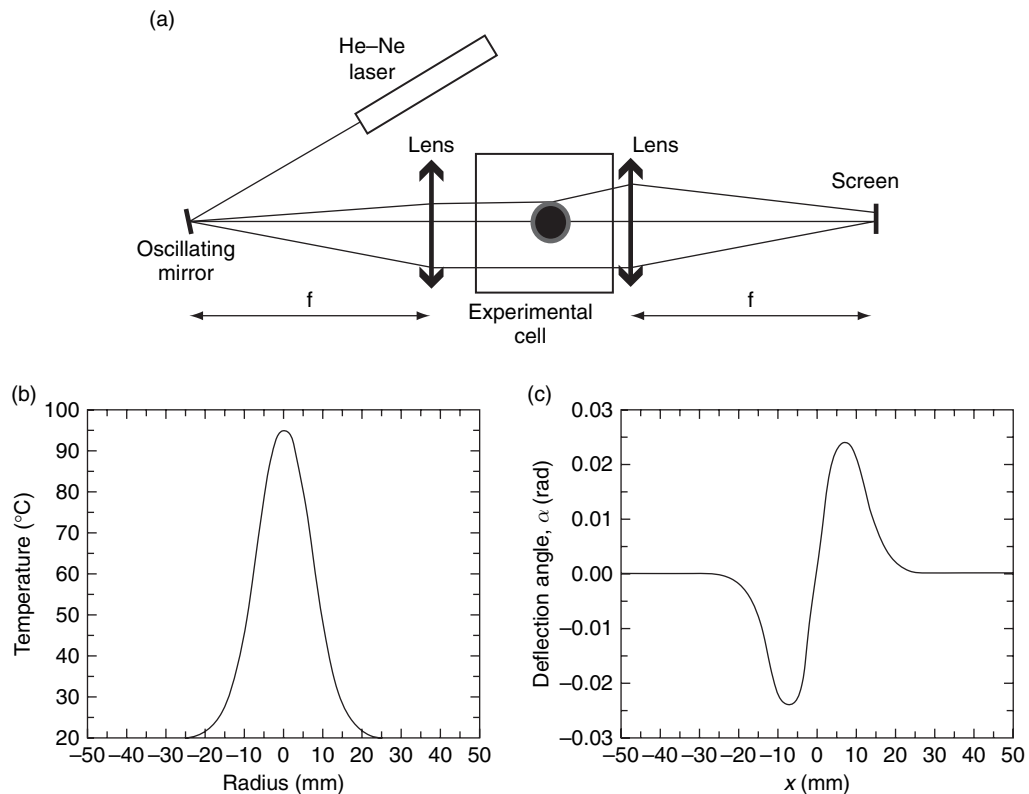 (a)
He–Ne
laser
Lens
Lens
Screen
Oscillating
mirror
f
Experimental
cell
f
(b)
100
90
80
70
60
50
40
30
20
Temperature (°C)
–50 –40 –30 –20 –10 0 10 20 30 40 50
Radius (mm)
(c)
0.03
0.02
0.01
0.00
–0.01
–0.02
–0.03
Deflection angle, α (rad)
–50 –40 –30 –20 –10 0 10 20 30 40 50
x (mm)